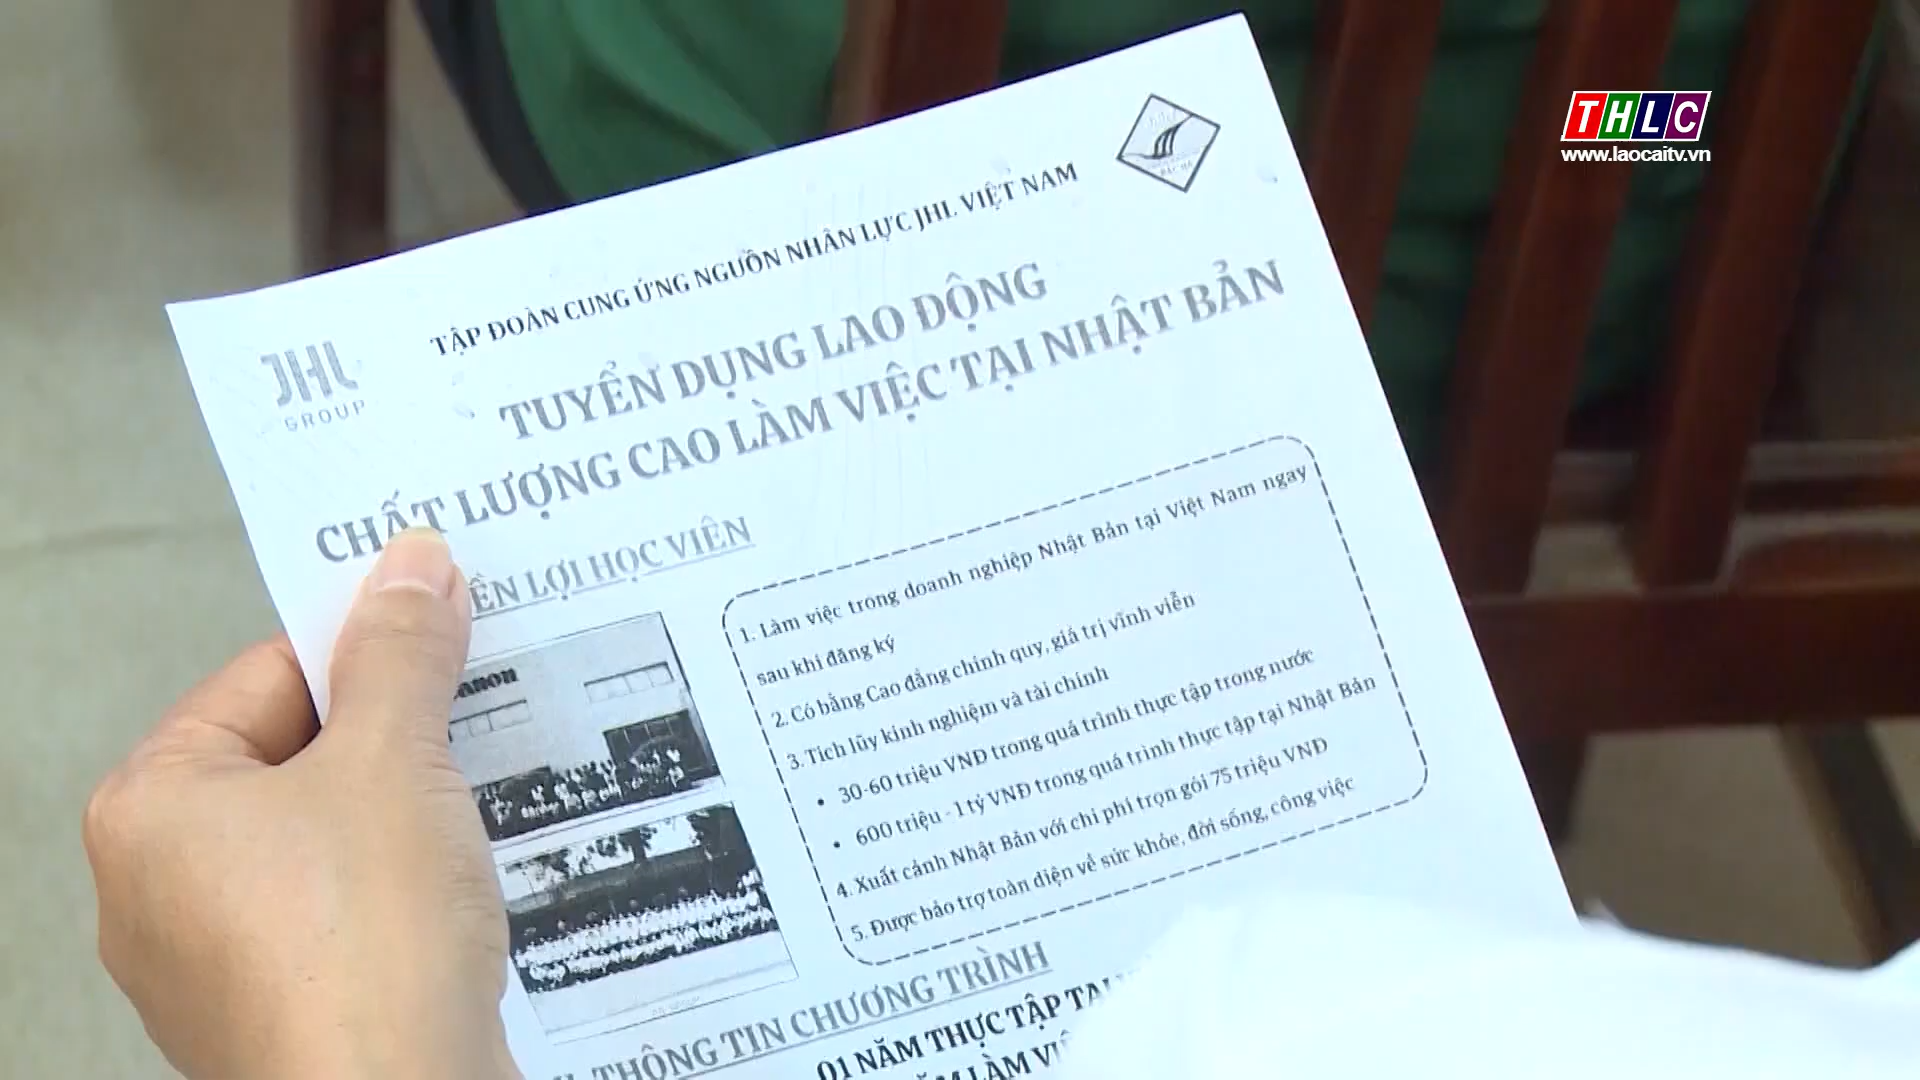 THLC
www.laocaitv.vn
JHL
GROUP
TẬP ĐOÀN CUNG ỨNG NGUỒN NHÂN LỰC JHL VIỆT NAM
TUYỂN DỤNG LAO ĐỘNG
CHẤT LƯỢNG CAO LÀM VIỆC TẠI NHẬT BẢN
LỢI HỌC VIÊN
1. Làm việc trong doanh nghiệp Nhật Bản tại Việt Nam ngay
sau khi đăng ký
2. Có bằng Cao đẳng chính quy, giá trị vĩnh viễn
3. Tích lũy kinh nghiệm và tài chính
• 30-60 triệu VNĐ trong quá trình thực tập trong nước
• 600 triệu - 1 tỷ VNĐ trong quá trình thực tập tại Nhật Bản
4. Xuất cảnh Nhật Bản với chi phí trọn gói 75 triệu VNĐ
5. Được bảo trợ toàn diện về sức khỏe, đời sống, công việc
THÔNG TIN CHƯƠNG TRÌNH
01 NĂM THỰC TẬP TẠI
LÀM